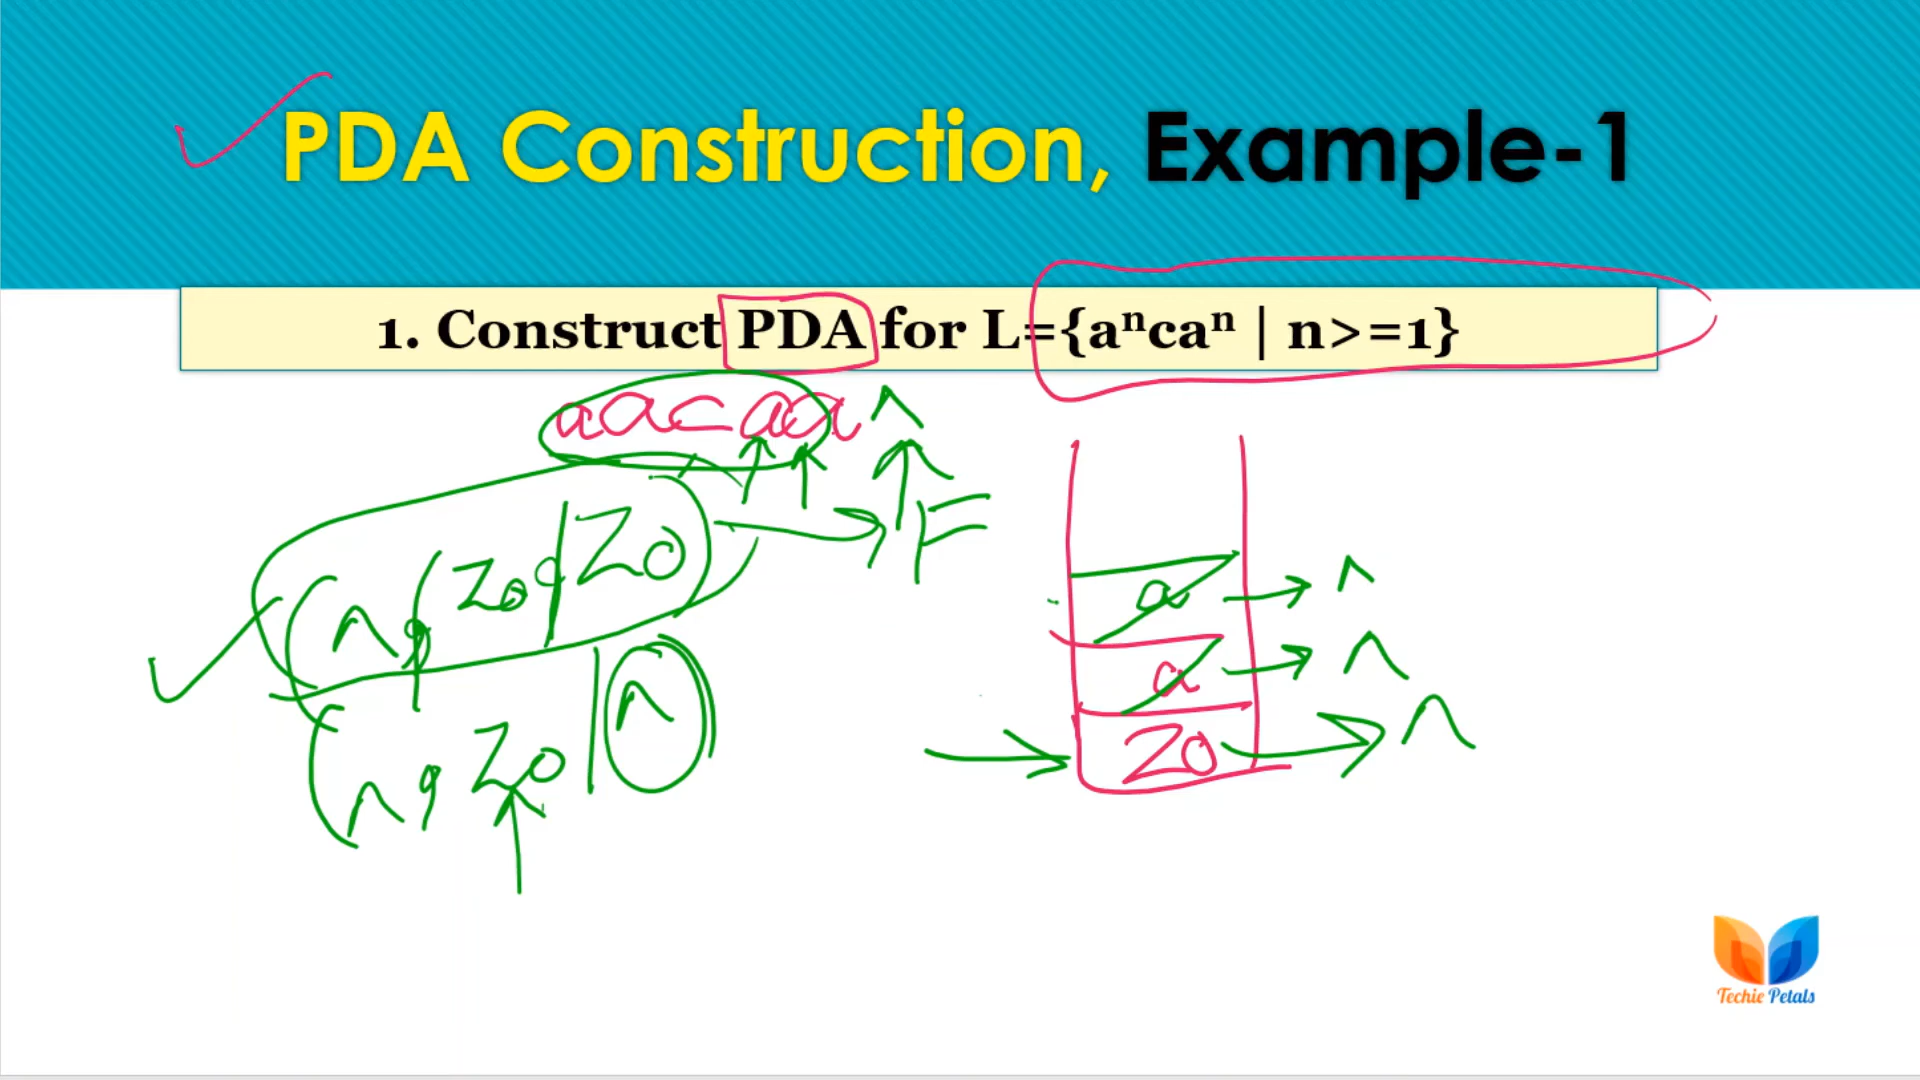 PDA Construction, Example-1
1. Construct PDA for L={aⁿcaⁿ | n>=1}
aacaa ^
(^, Z0, | Z0) → F
(^, Z0 | ^
a → ^
a → ^
Z0 → ^
Techie Petals